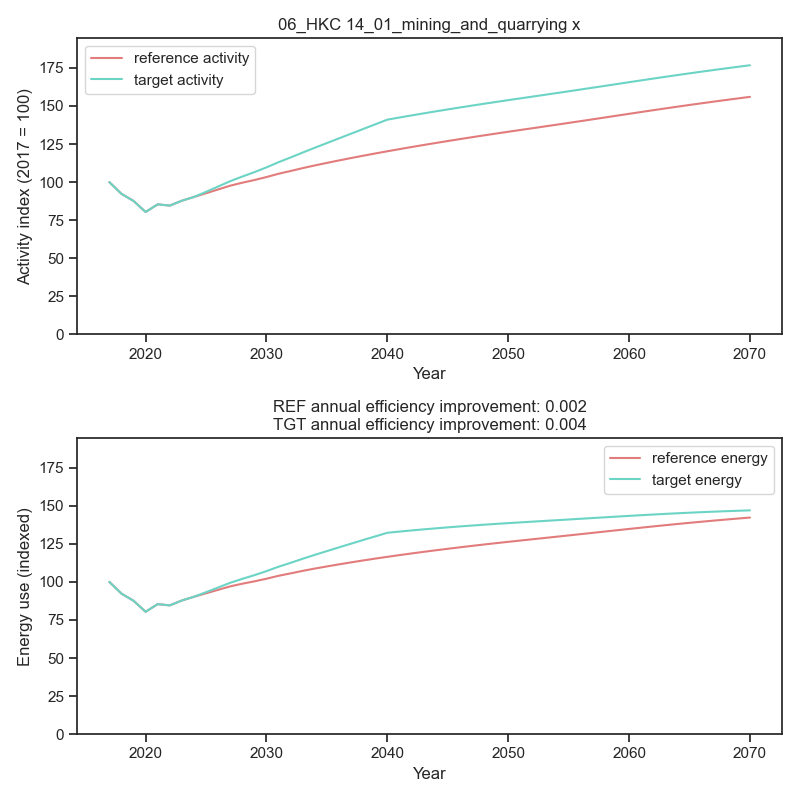 06_HKC 14_01_mining_and_quarrying x
reference activity
target activity
Activity index (2017 = 100)
175
150
125
100
75
50
25
0
2020 2030 2040 2050 2060 2070
Year
REF annual efficiency improvement: 0.002
TGT annual efficiency improvement: 0.004
reference energy
target energy
Energy use (indexed)
175
150
125
100
75
50
25
0
2020 2030 2040 2050 2060 2070
Year